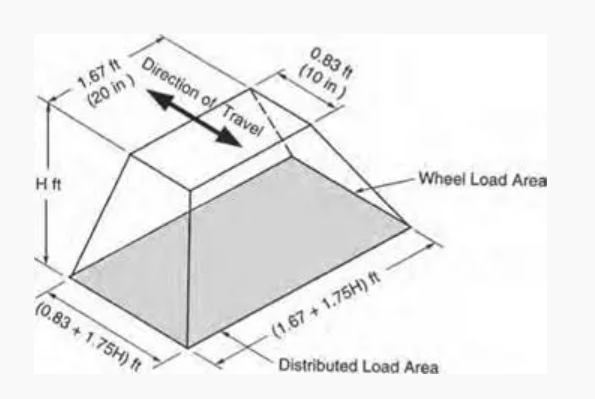 1.67 ft
(20 in )
Direction of Travel
0.83 ft
(10 in )
H ft
Wheel Load Area
(0.83 + 1.75H) ft
(1.67 + 1.75H) ft
Distributed Load Area